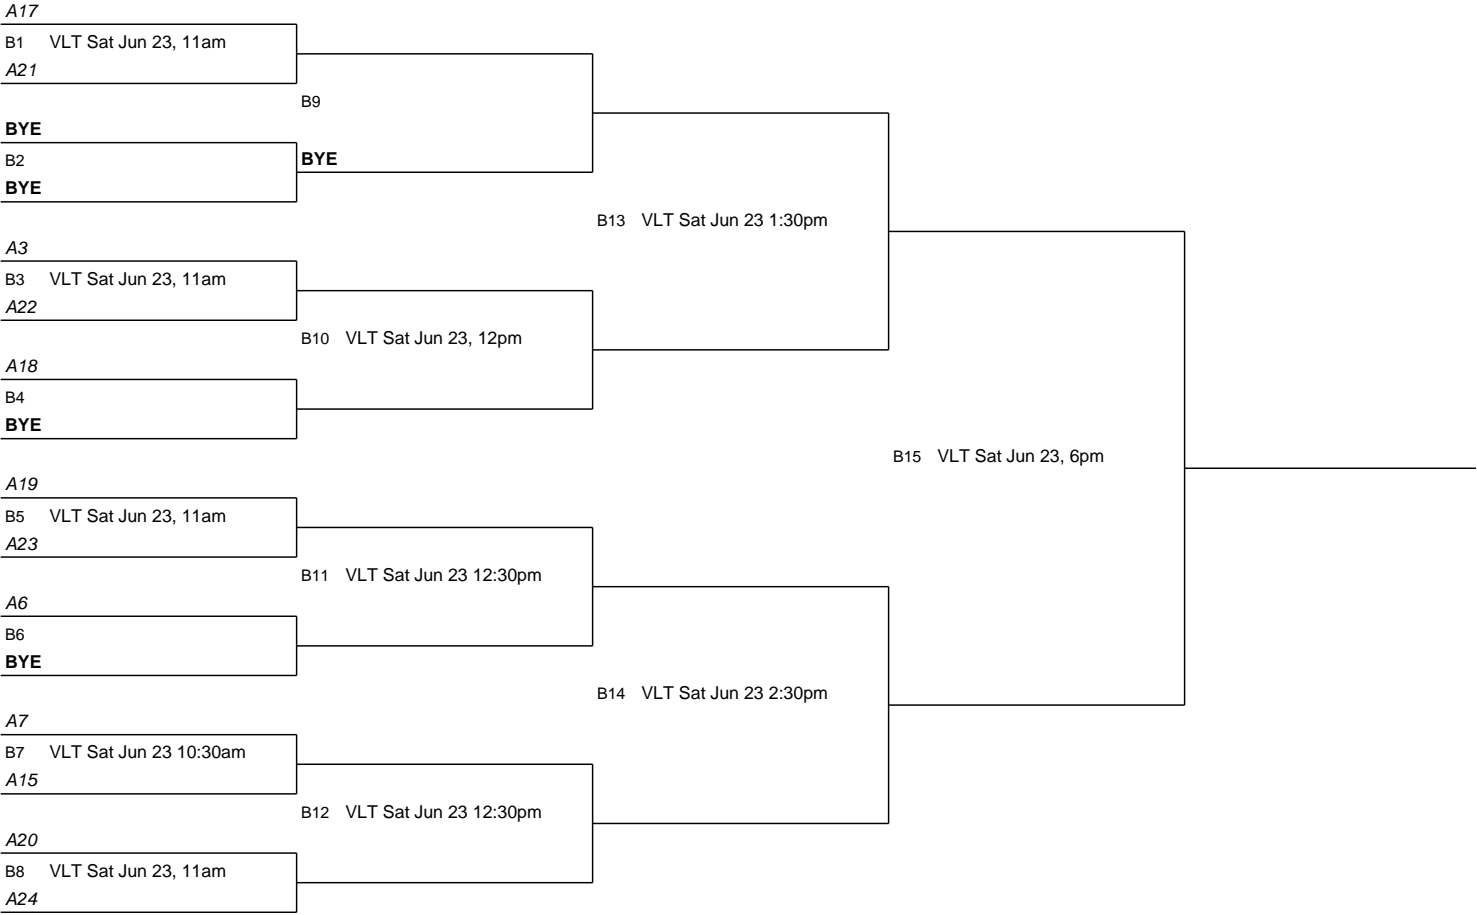 A17
B1 VLT Sat Jun 23, 11am
A21
B9
BYE
B2
BYE
BYE
B13 VLT Sat Jun 23 1:30pm
A3
B3 VLT Sat Jun 23, 11am
A22
B10 VLT Sat Jun 23, 12pm
A18
B4
BYE
B15 VLT Sat Jun 23, 6pm
A19
B5 VLT Sat Jun 23, 11am
A23
B11 VLT Sat Jun 23 12:30pm
A6
B6
BYE
B14 VLT Sat Jun 23 2:30pm
A7
B7 VLT Sat Jun 23 10:30am
A15
B12 VLT Sat Jun 23 12:30pm
A20
B8 VLT Sat Jun 23, 11am
A24